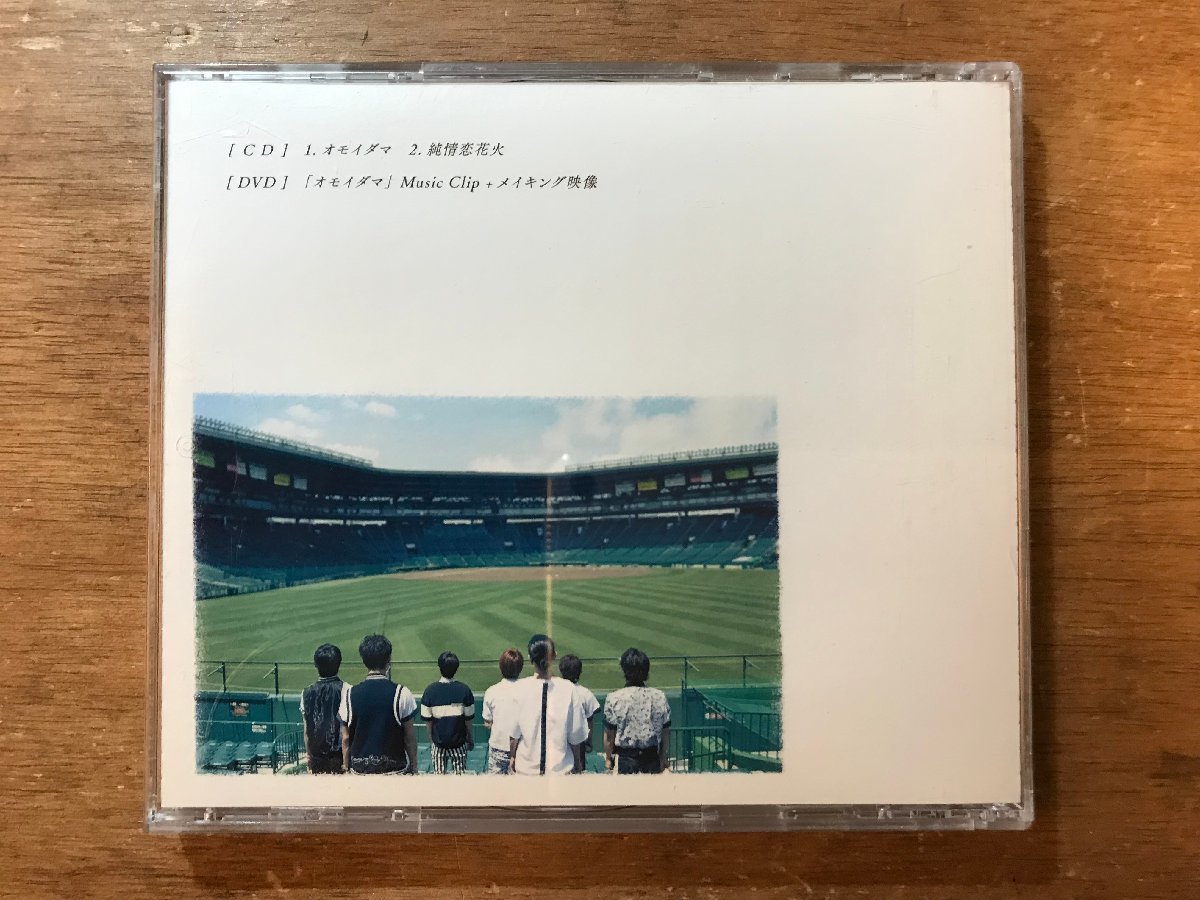 [ CD ] 1. オモイダマ 2. 純情恋花火
[ DVD ] 「オモイダマ」 Music Clip + メイキング映像